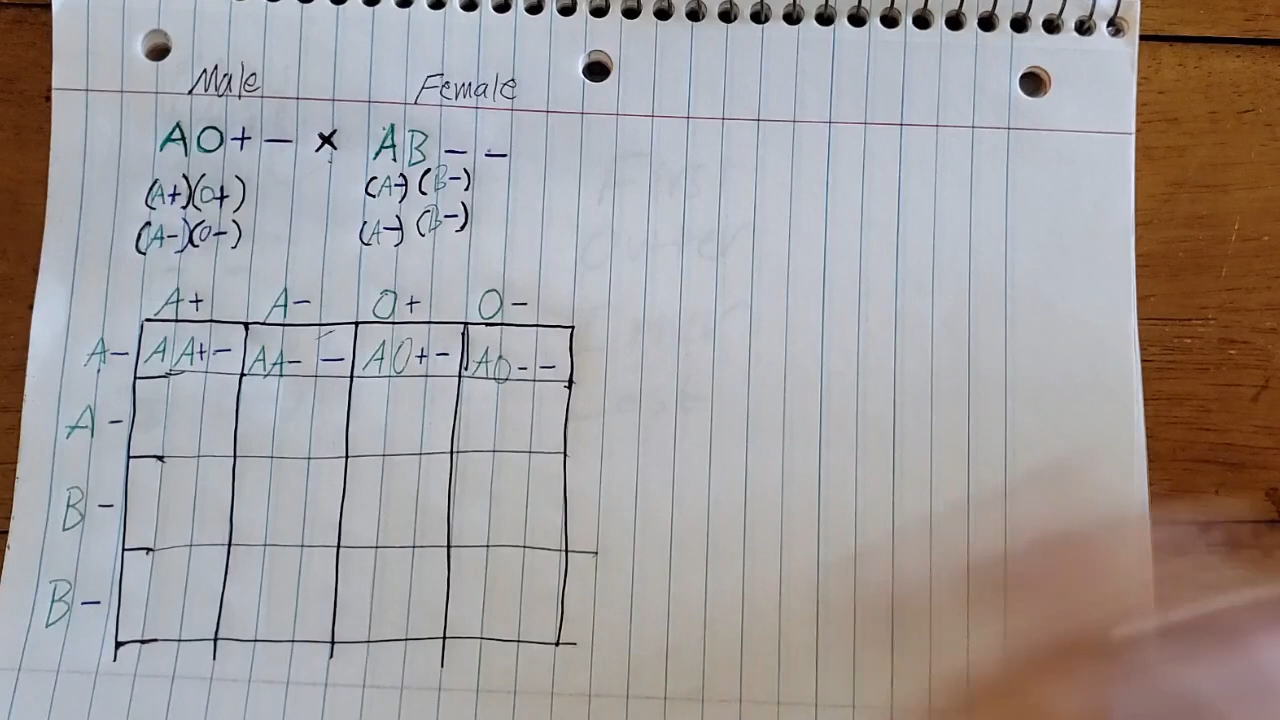 Male Female
AO+- × AB--
(A+)(O+) (A-)(B-)
(A-)(O-) (A-)(B-)
A+ A- O+ O-
A- AA+- AA-- AO+- AO--
A-
B-
B-